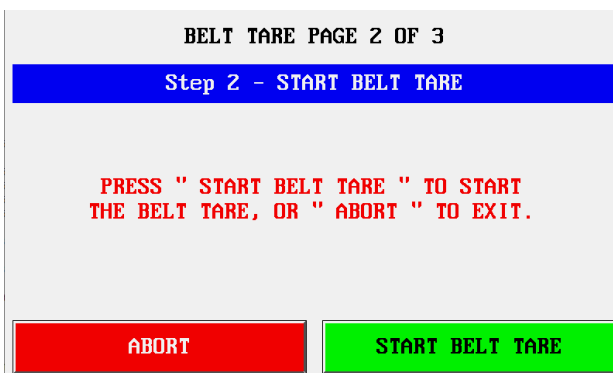 BELT TARE PAGE 2 OF 3
Step 2 - START BELT TARE
PRESS " START BELT TARE " TO START
THE BELT TARE, OR " ABORT " TO EXIT.
ABORT
START BELT TARE